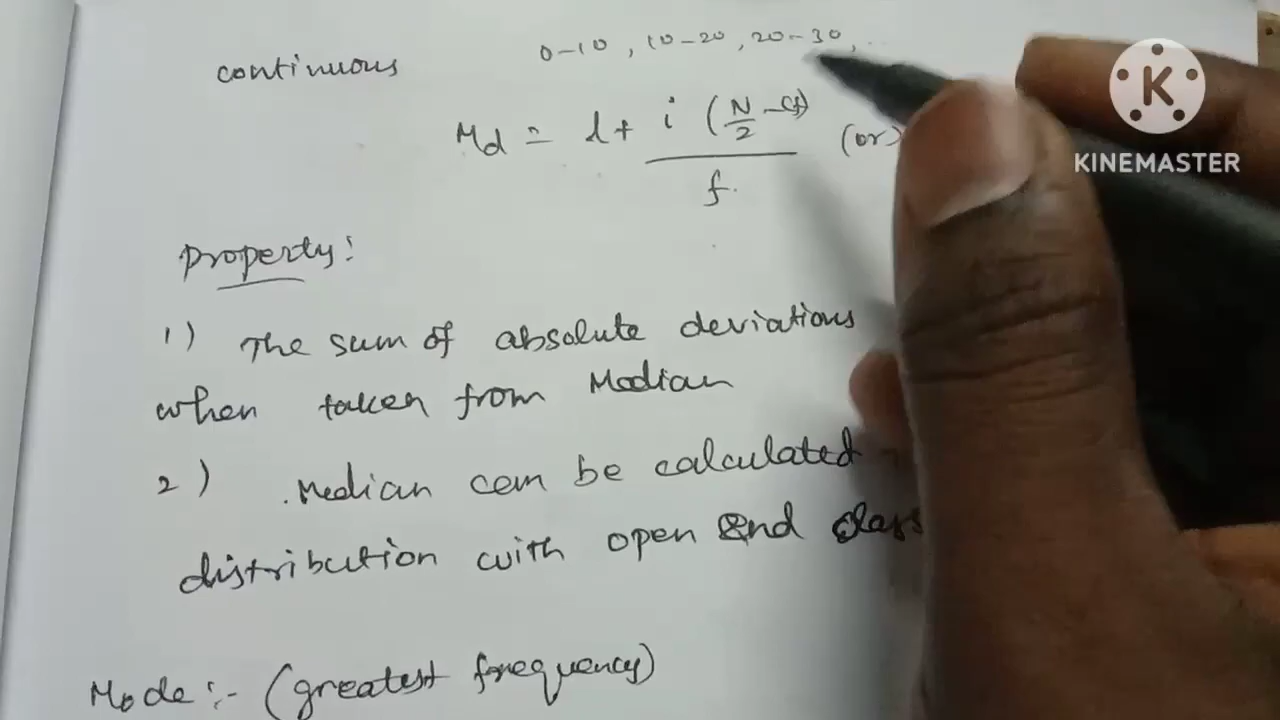 continuous 0-10, 10-20, 20-30, ..
Md = l + i (N/2 - cf) / f. (or)
Property:
1) The sum of absolute deviations
when taken from Median
2) . Median can be calculated
distribution with open end class
Mode :- (greatest frequency)
K
KINEMASTER